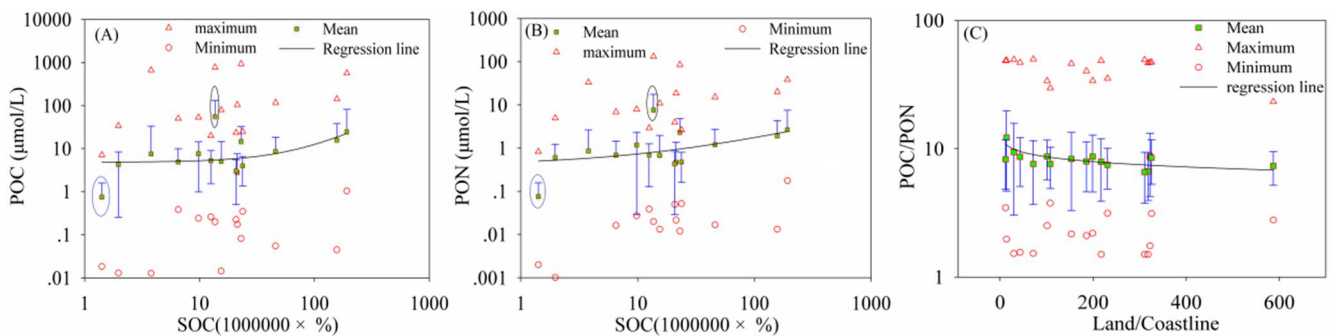 (A)
maximum
Mean
Minimum
Regression line
POC (μmol/L)
10000
1000
100
10
1
.1
.01
1
10
100
1000
SOC(1000000 × %)
(B)
Mean
Minimum
maximum
Regression line
PON (μmol/L)
1000
100
10
1
.1
.01
.001
1
10
100
1000
SOC(1000000 × %)
(C)
Mean
Maximum
Minimum
regression line
POC/PON
100
10
1
0
200
400
600
Land/Coastline